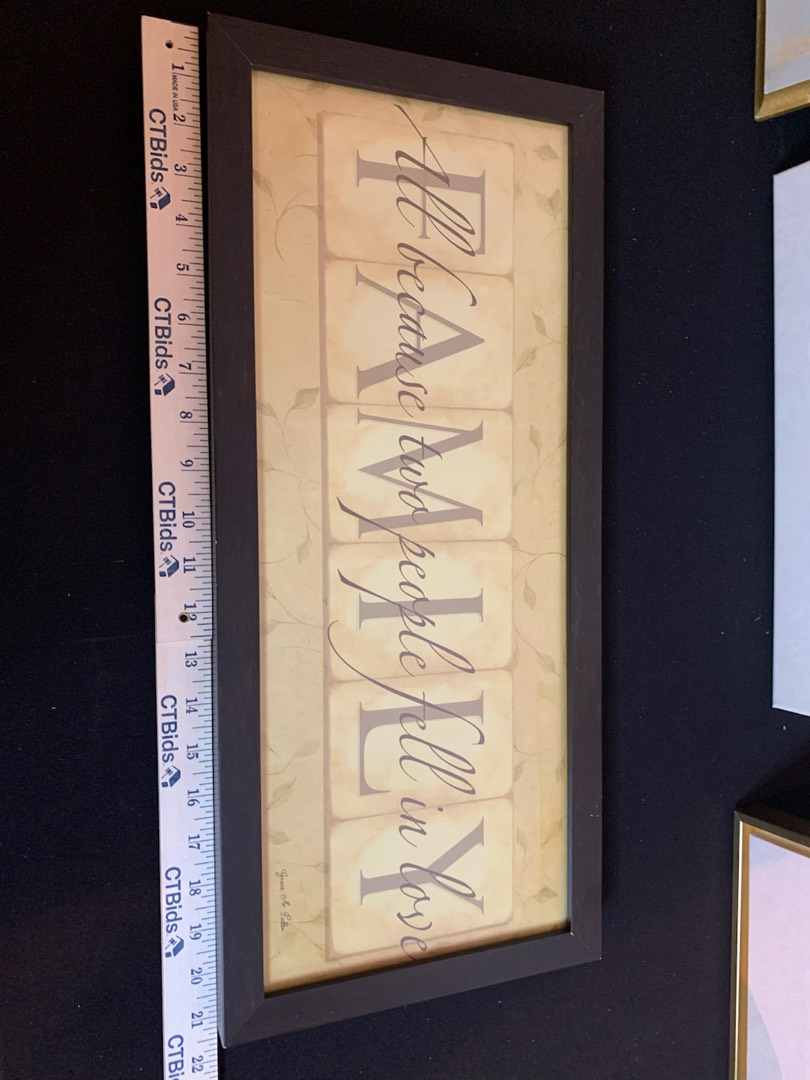 FAMILY
All because two people fell in love
MADE IN USA
1 2 3 4 5 6 7 8 9 10 11 12 13 14 15 16 17 18 19 20 21 22
CTBids CTBids CTBids CTBids CTBids CTBi